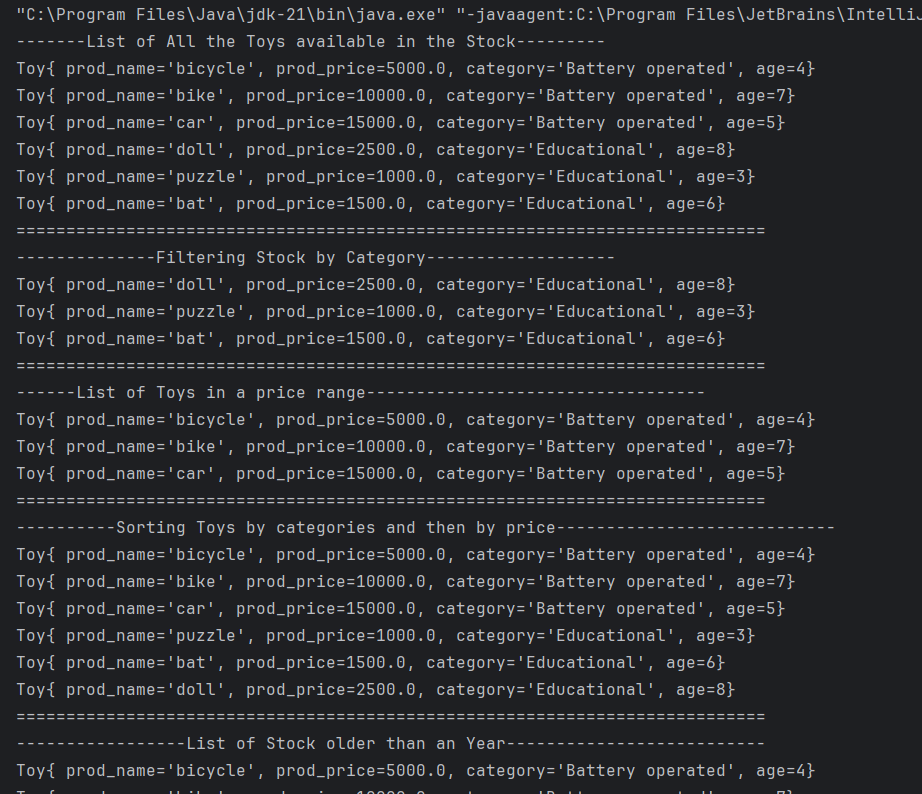 "C:\Program Files\Java\jdk-21\bin\java.exe" "-javaagent:C:\Program Files\JetBrains\IntelliJ
-------List of All the Toys available in the Stock---------
Toy{ prod_name='bicycle', prod_price=5000.0, category='Battery operated', age=4}
Toy{ prod_name='bike', prod_price=10000.0, category='Battery operated', age=7}
Toy{ prod_name='car', prod_price=15000.0, category='Battery operated', age=5}
Toy{ prod_name='doll', prod_price=2500.0, category='Educational', age=8}
Toy{ prod_name='puzzle', prod_price=1000.0, category='Educational', age=3}
Toy{ prod_name='bat', prod_price=1500.0, category='Educational', age=6}
===========================================================================
--------------Filtering Stock by Category-------------------
Toy{ prod_name='doll', prod_price=2500.0, category='Educational', age=8}
Toy{ prod_name='puzzle', prod_price=1000.0, category='Educational', age=3}
Toy{ prod_name='bat', prod_price=1500.0, category='Educational', age=6}
===========================================================================
------List of Toys in a price range----------------------------------
Toy{ prod_name='bicycle', prod_price=5000.0, category='Battery operated', age=4}
Toy{ prod_name='bike', prod_price=10000.0, category='Battery operated', age=7}
Toy{ prod_name='car', prod_price=15000.0, category='Battery operated', age=5}
===========================================================================
----------Sorting Toys by categories and then by price----------------------------
Toy{ prod_name='bicycle', prod_price=5000.0, category='Battery operated', age=4}
Toy{ prod_name='bike', prod_price=10000.0, category='Battery operated', age=7}
Toy{ prod_name='car', prod_price=15000.0, category='Battery operated', age=5}
Toy{ prod_name='puzzle', prod_price=1000.0, category='Educational', age=3}
Toy{ prod_name='bat', prod_price=1500.0, category='Educational', age=6}
Toy{ prod_name='doll', prod_price=2500.0, category='Educational', age=8}
===========================================================================
-----------------List of Stock older than an Year--------------------------
Toy{ prod_name='bicycle', prod_price=5000.0, category='Battery operated', age=4}